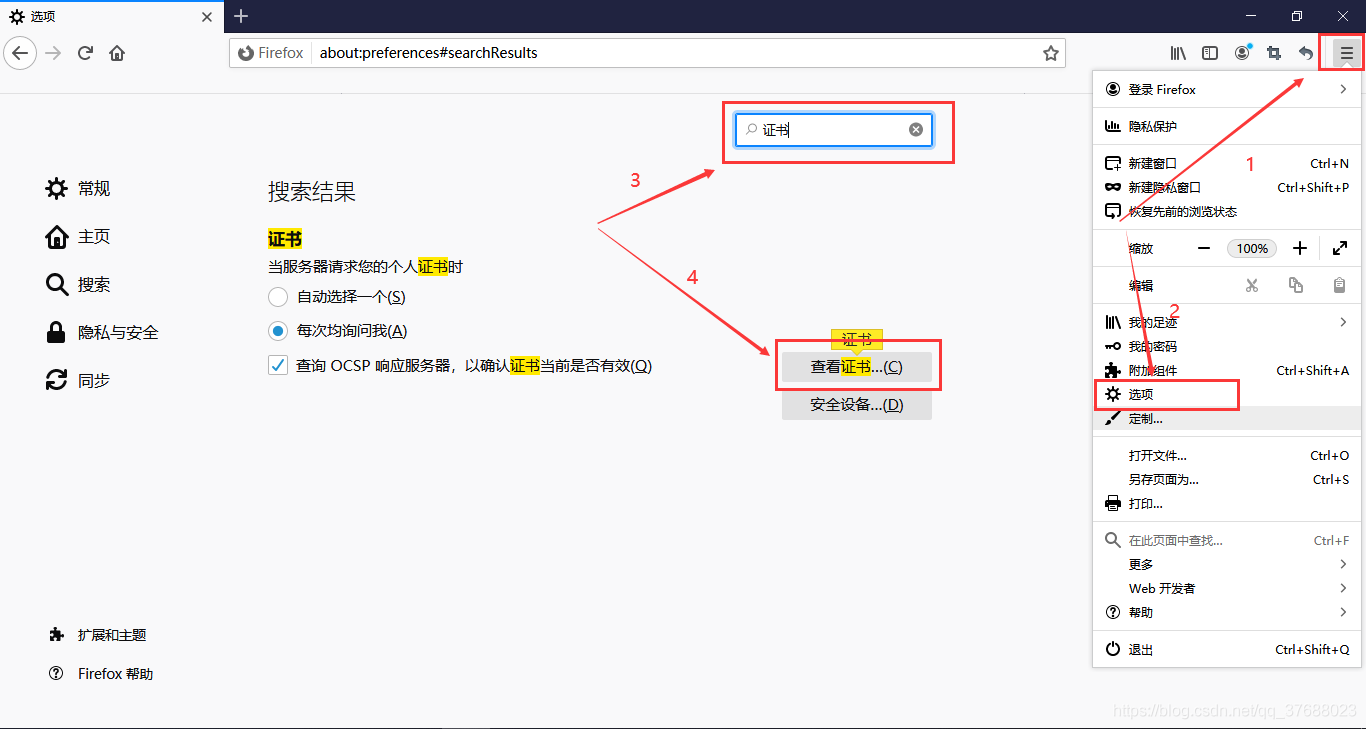 选项
Firefox
about:preferences#searchResults
证书
常规
主页
搜索
隐私与安全
同步
扩展和主题
Firefox 帮助
搜索结果
证书
当服务器请求您的个人证书时
自动选择一个(S)
每次均询问我(A)
查询 OCSP 响应服务器，以确认证书当前是否有效(Q)
证书
查看证书...(C)
安全设备...(D)
3
4
1
2
登录 Firefox
隐私保护
新建窗口 Ctrl+N
新建隐私窗口 Ctrl+Shift+P
恢复先前的浏览状态
缩放 100%
编辑
我的足迹
我的密码
附加组件 Ctrl+Shift+A
选项
定制...
打开文件... Ctrl+O
另存页面为... Ctrl+S
打印...
在此页面中查找... Ctrl+F
更多
Web 开发者
帮助
退出 Ctrl+Shift+Q
https://blog.csdn.net/qq_37688023